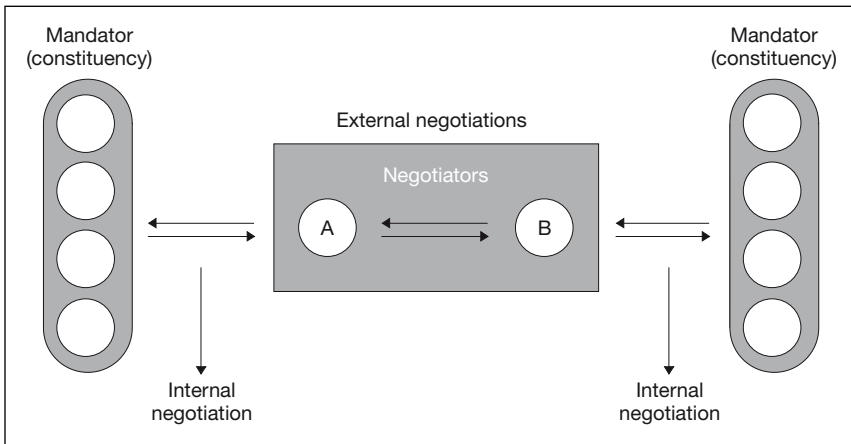 Mandator
(constituency)
Mandator
(constituency)
External negotiations
Negotiators
A
B
Internal
negotiation
Internal
negotiation